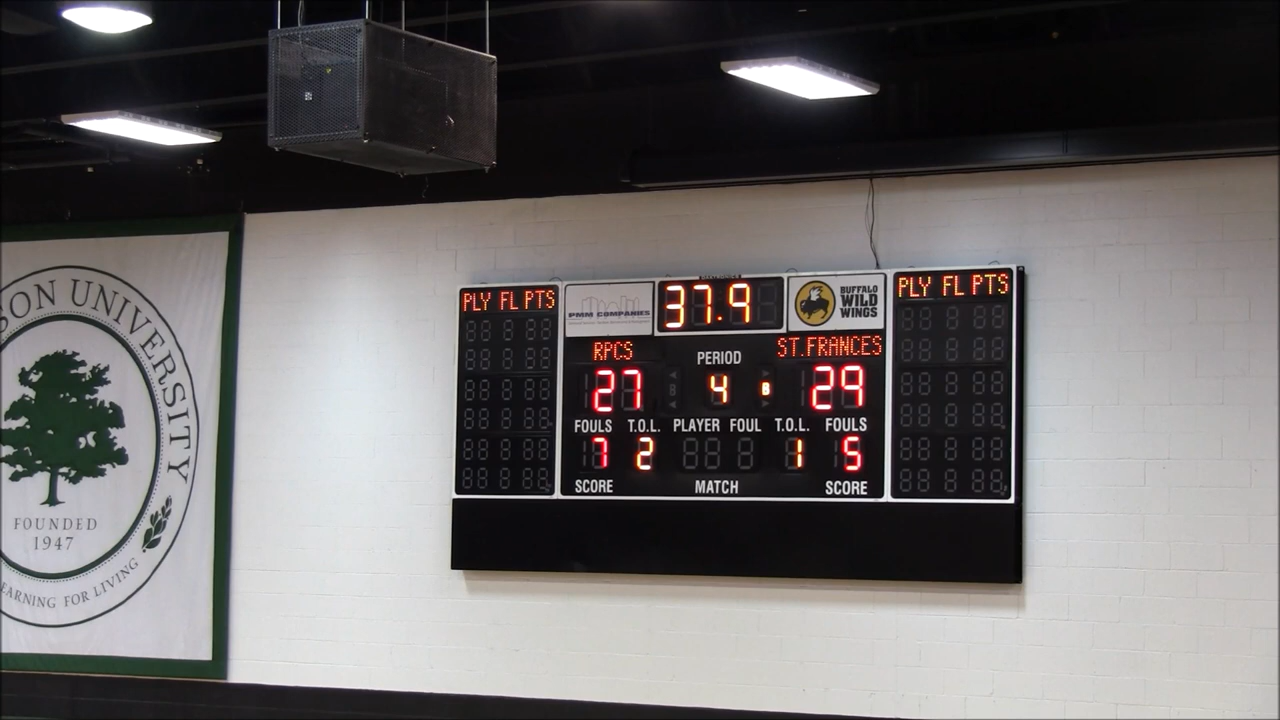 SON UNIVERSITY
FOUNDED
1947
EARNING FOR LIVING
PLY FL PTS
PMM COMPANIES
37.9
BUFFALO
WILD
WINGS
PLY FL PTS
RPCS
PERIOD
ST.FRANCES
27
4
B
29
FOULS T.O.L. PLAYER FOUL T.O.L. FOULS
7 2 1 5
SCORE MATCH SCORE